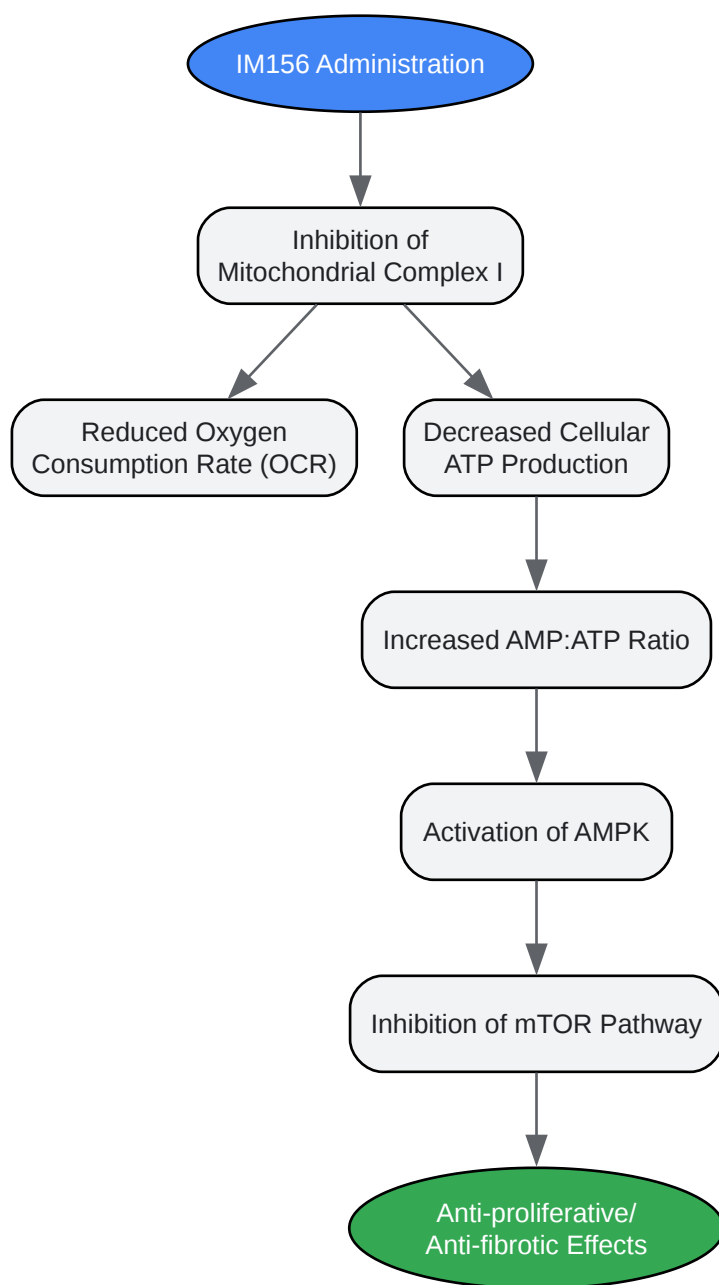 IM156 Administration
Inhibition of
Mitochondrial Complex I
Reduced Oxygen
Consumption Rate (OCR)
Decreased Cellular
ATP Production
Increased AMP:ATP Ratio
Activation of AMPK
Inhibition of mTOR Pathway
Anti-proliferative/
Anti-fibrotic Effects